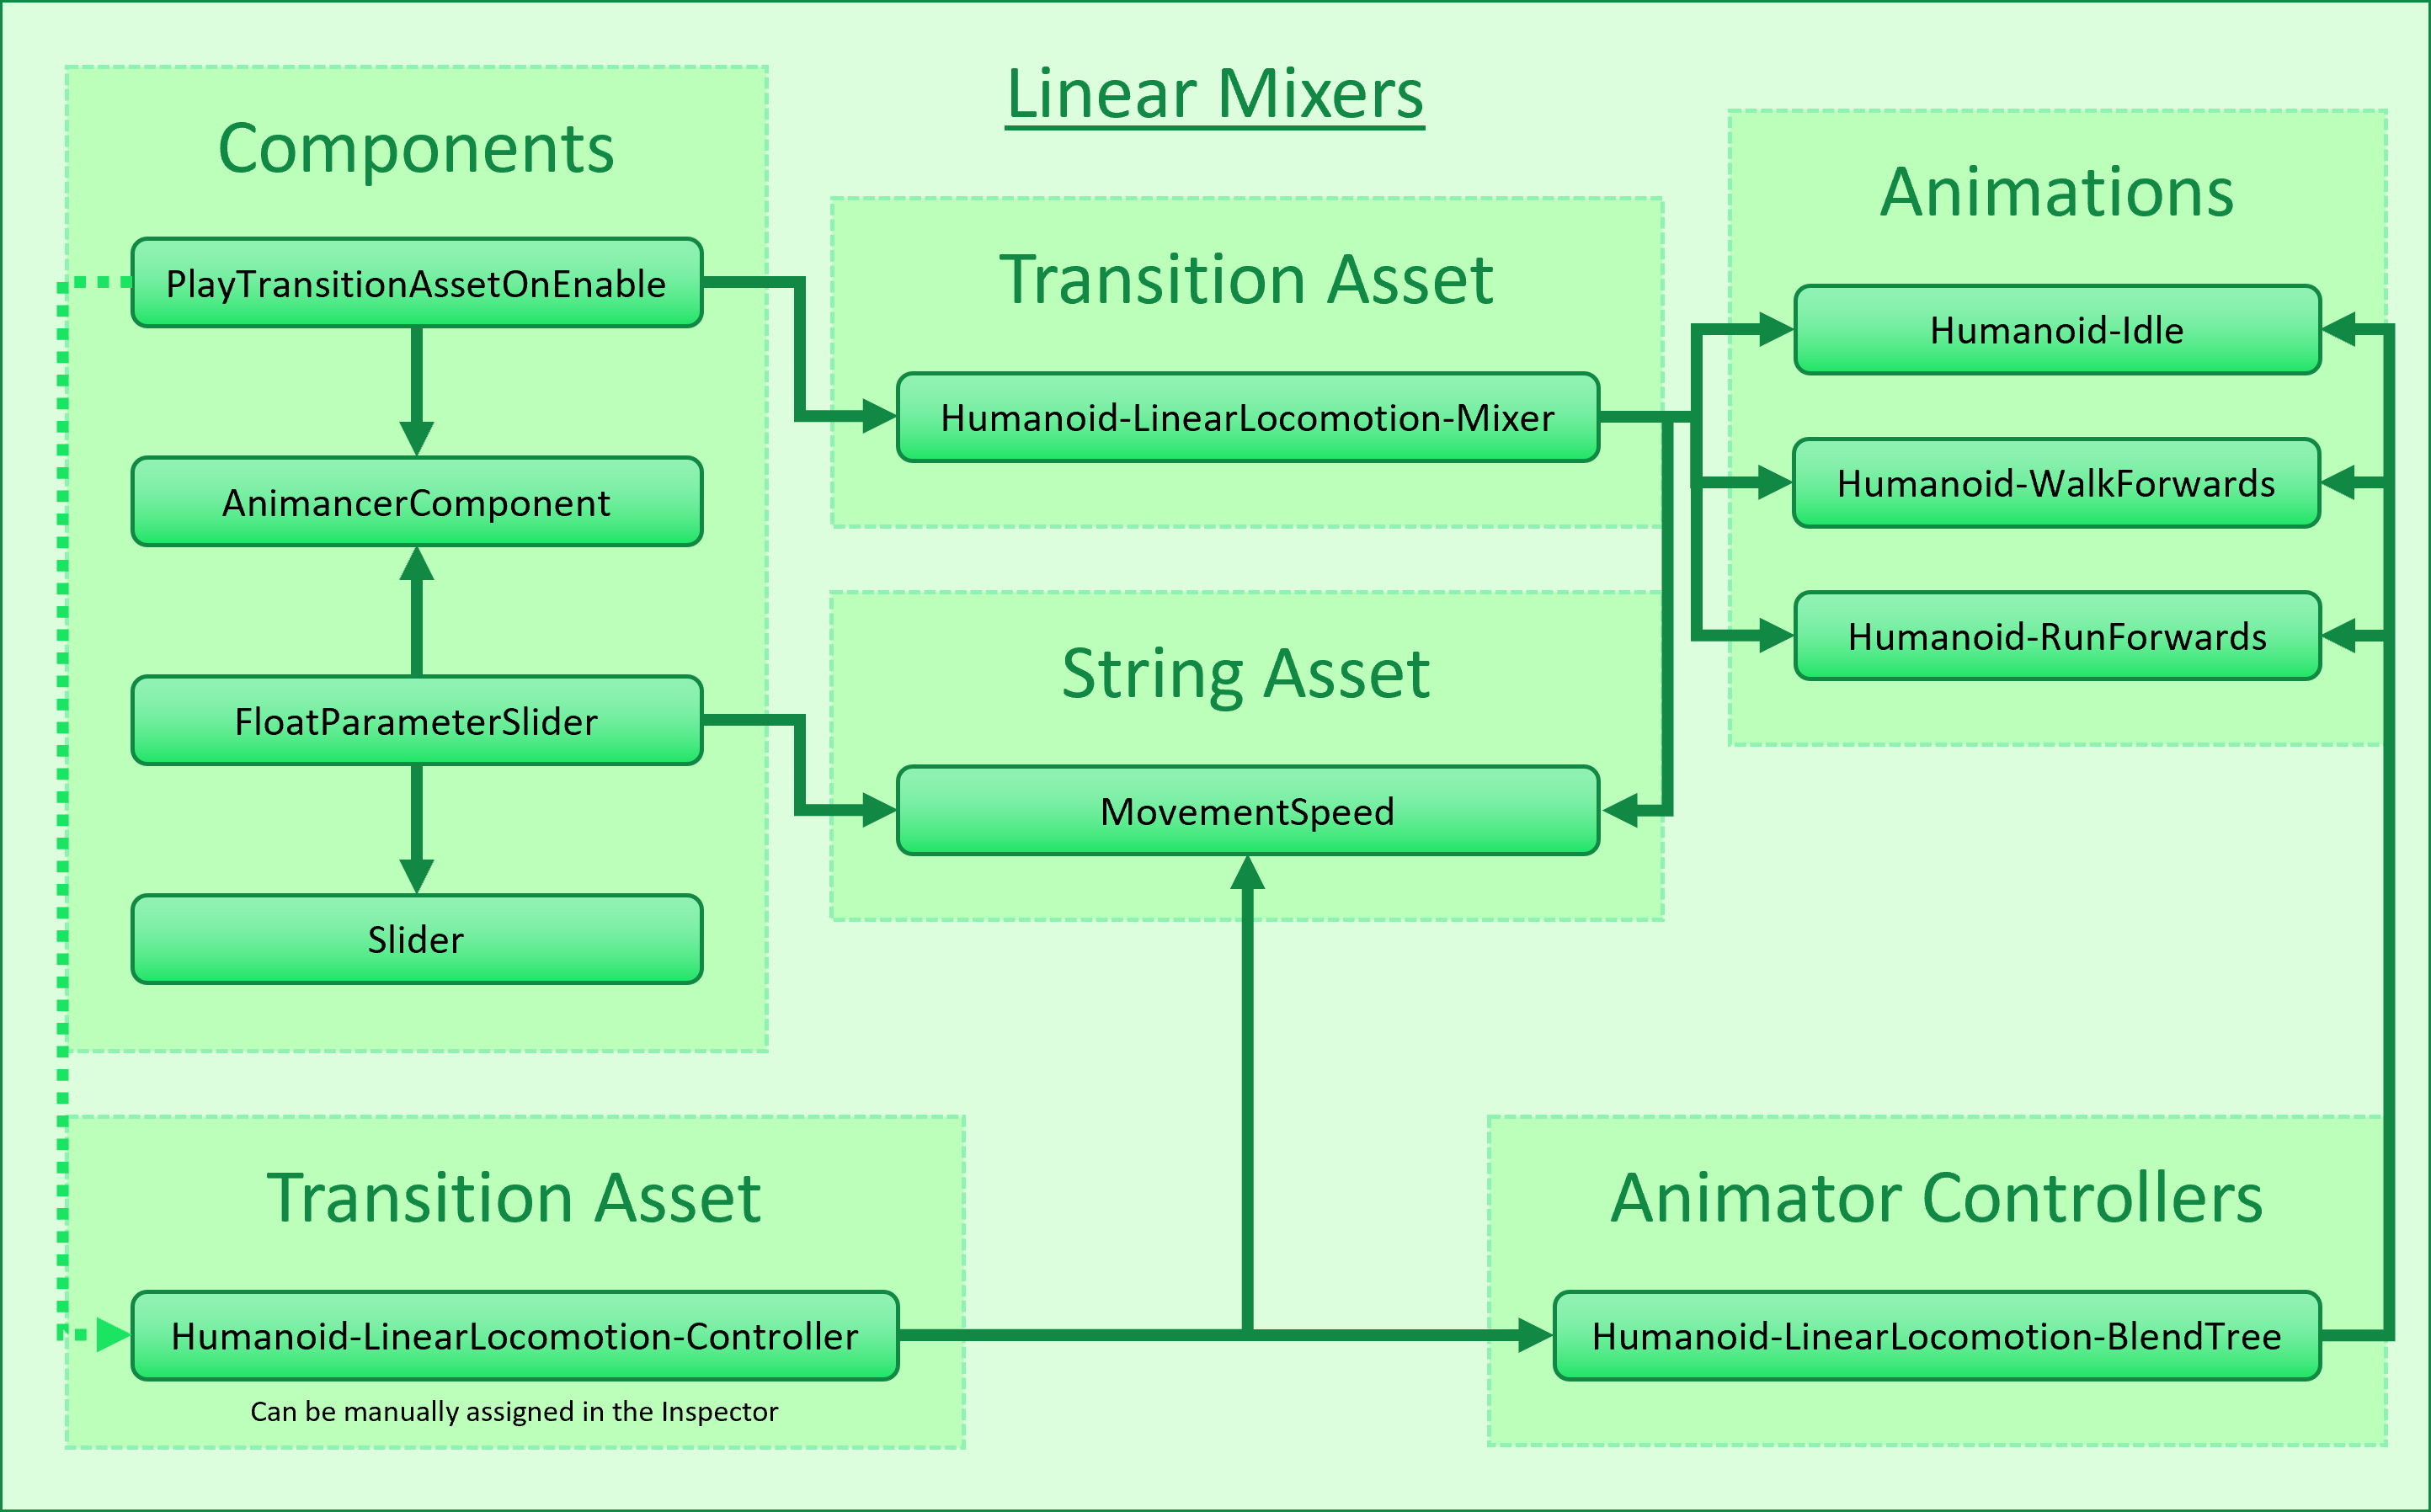 Linear Mixers
Components
PlayTransitionAssetOnEnable
AnimancerComponent
FloatParameterSlider
Slider
Transition Asset
Humanoid-LinearLocomotion-Mixer
String Asset
MovementSpeed
Animations
Humanoid-Idle
Humanoid-WalkForwards
Humanoid-RunForwards
Transition Asset
Humanoid-LinearLocomotion-Controller
Can be manually assigned in the Inspector
Animator Controllers
Humanoid-LinearLocomotion-BlendTree